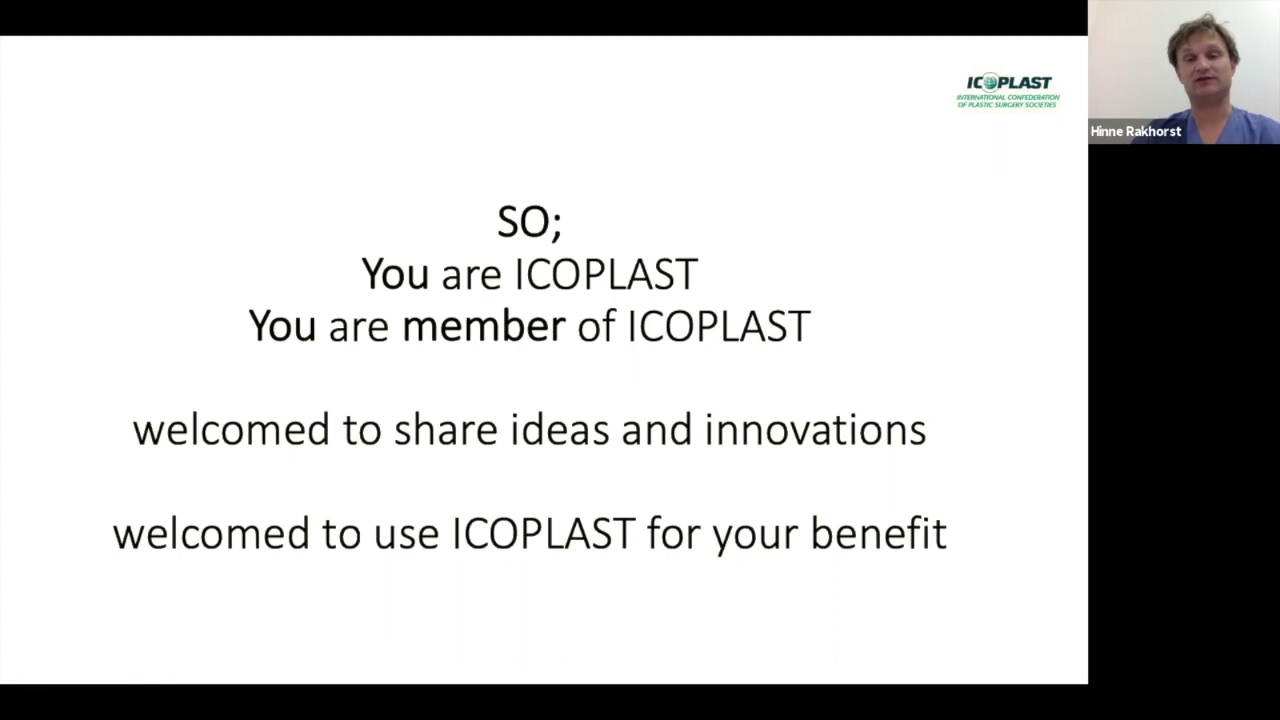 ICOPLAST
INTERNATIONAL CONFEDERATION
OF PLASTIC SURGERY SOCIETIES
Hinne Rakhorst
SO;
You are ICOPLAST
You are member of ICOPLAST
welcomed to share ideas and innovations
welcomed to use ICOPLAST for your benefit